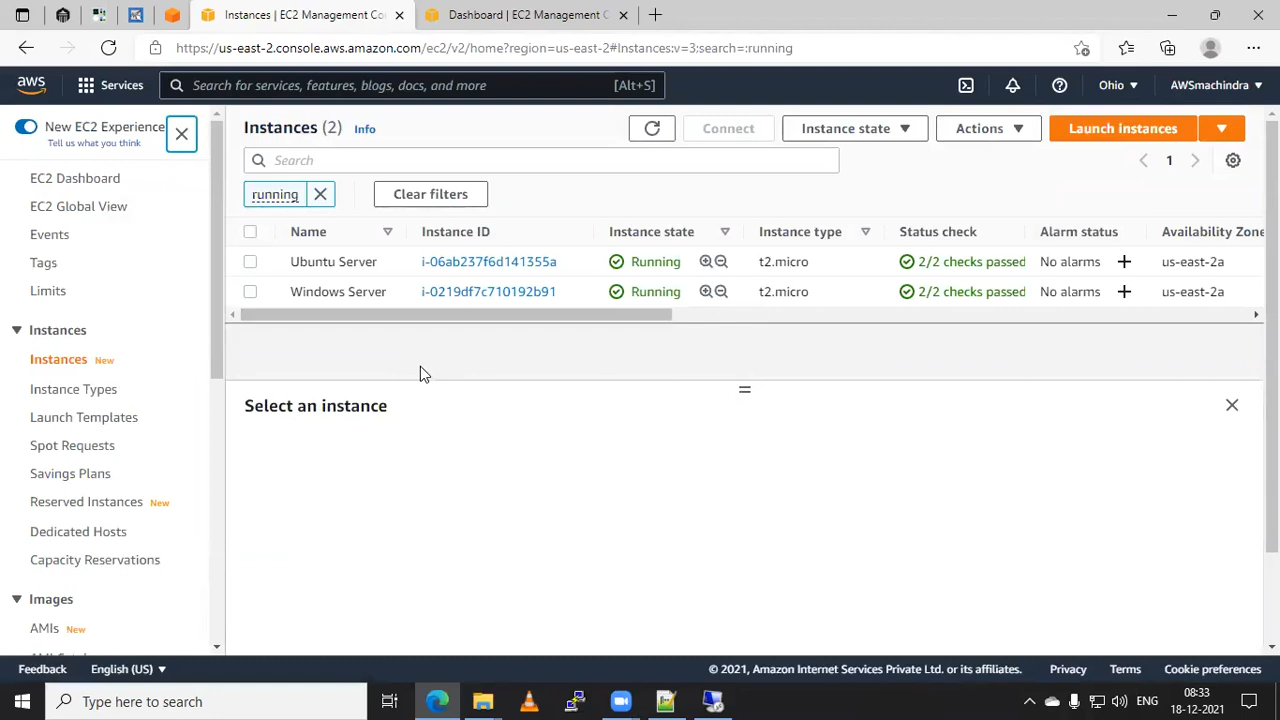 Instances | EC2 Management Co
Dashboard | EC2 Management C
https://us-east-2.console.aws.amazon.com/ec2/v2/home?region=us-east-2#Instances:v=3;search=:running
aws
Services
Search for services, features, blogs, docs, and more
[Alt+S]
Ohio
AWSmachindra
New EC2 Experience
Tell us what you think
EC2 Dashboard
EC2 Global View
Events
Tags
Limits
Instances
Instances New
Instance Types
Launch Templates
Spot Requests
Savings Plans
Reserved Instances New
Dedicated Hosts
Capacity Reservations
Images
AMIs New
Instances (2) Info
Connect
Instance state
Actions
Launch instances
Search
1
running
Clear filters
Name Instance ID Instance state Instance type Status check Alarm status Availability Zone
Ubuntu Server i-06ab237f6d141355a Running t2.micro 2/2 checks passed No alarms us-east-2a
Windows Server i-0219df7c710192b91 Running t2.micro 2/2 checks passed No alarms us-east-2a
Select an instance
Feedback English (US) © 2021, Amazon Internet Services Private Ltd. or its affiliates. Privacy Terms Cookie preferences
Type here to search
ENG
08:33
18-12-2021